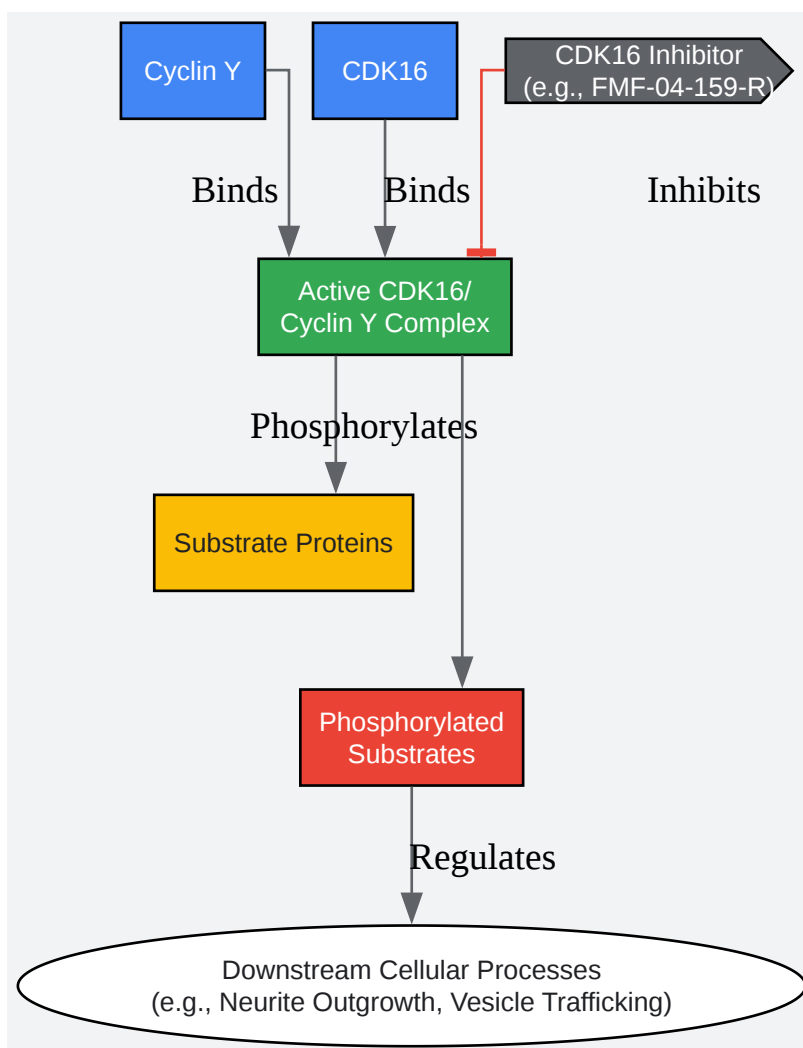 Cyclin Y
CDK16
CDK16 Inhibitor
(e.g., FMF-04-159-R)
Binds
Binds
Inhibits
Active CDK16/
Cyclin Y Complex
Phosphorylates
Substrate Proteins
Phosphorylated
Substrates
Regulates
Downstream Cellular Processes
(e.g., Neurite Outgrowth, Vesicle Trafficking)